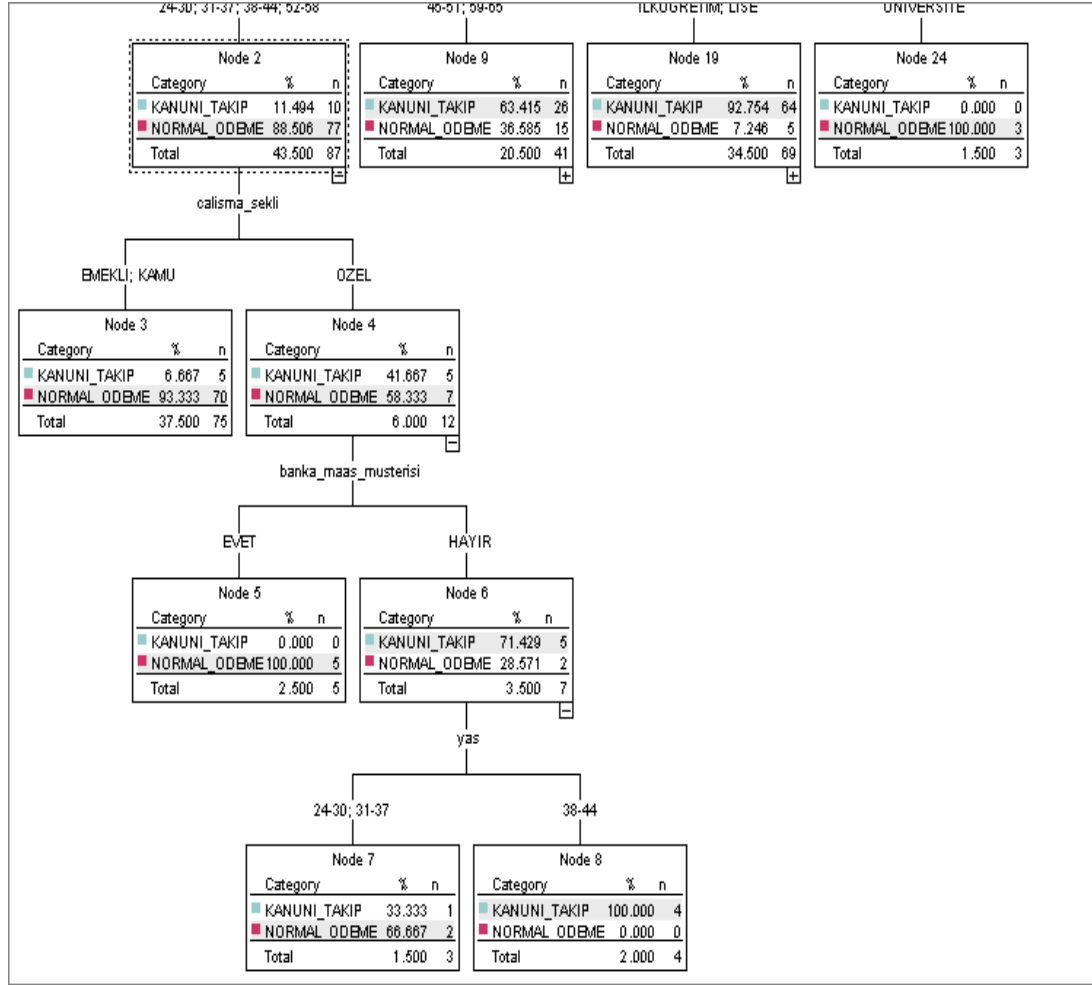 24-30; 31-37; 38-44; 52-58
45-51; 59-65
ILKOGRETIM; LISE
UNIVERSITE
Node 2
Category % n
KANUNI_TAKIP 11.494 10
NORMAL_ODEME 88.506 77
Total 43.500 87
Node 9
Category % n
KANUNI_TAKIP 63.415 26
NORMAL_ODEME 36.585 15
Total 20.500 41
Node 19
Category % n
KANUNI_TAKIP 92.754 64
NORMAL_ODEME 7.246 5
Total 34.500 69
Node 24
Category % n
KANUNI_TAKIP 0.000 0
NORMAL_ODEME 100.000 3
Total 1.500 3
calisma_sekli
EMEKLI; KAMU
OZEL
Node 3
Category % n
KANUNI_TAKIP 6.667 5
NORMAL_ODEME 93.333 70
Total 37.500 75
Node 4
Category % n
KANUNI_TAKIP 41.667 5
NORMAL_ODEME 58.333 7
Total 6.000 12
banka_maas_musterisi
EVET
HAYIR
Node 5
Category % n
KANUNI_TAKIP 0.000 0
NORMAL_ODEME 100.000 5
Total 2.500 5
Node 6
Category % n
KANUNI_TAKIP 71.429 5
NORMAL_ODEME 28.571 2
Total 3.500 7
yas
24-30; 31-37
38-44
Node 7
Category % n
KANUNI_TAKIP 33.333 1
NORMAL_ODEME 66.667 2
Total 1.500 3
Node 8
Category % n
KANUNI_TAKIP 100.000 4
NORMAL_ODEME 0.000 0
Total 2.000 4